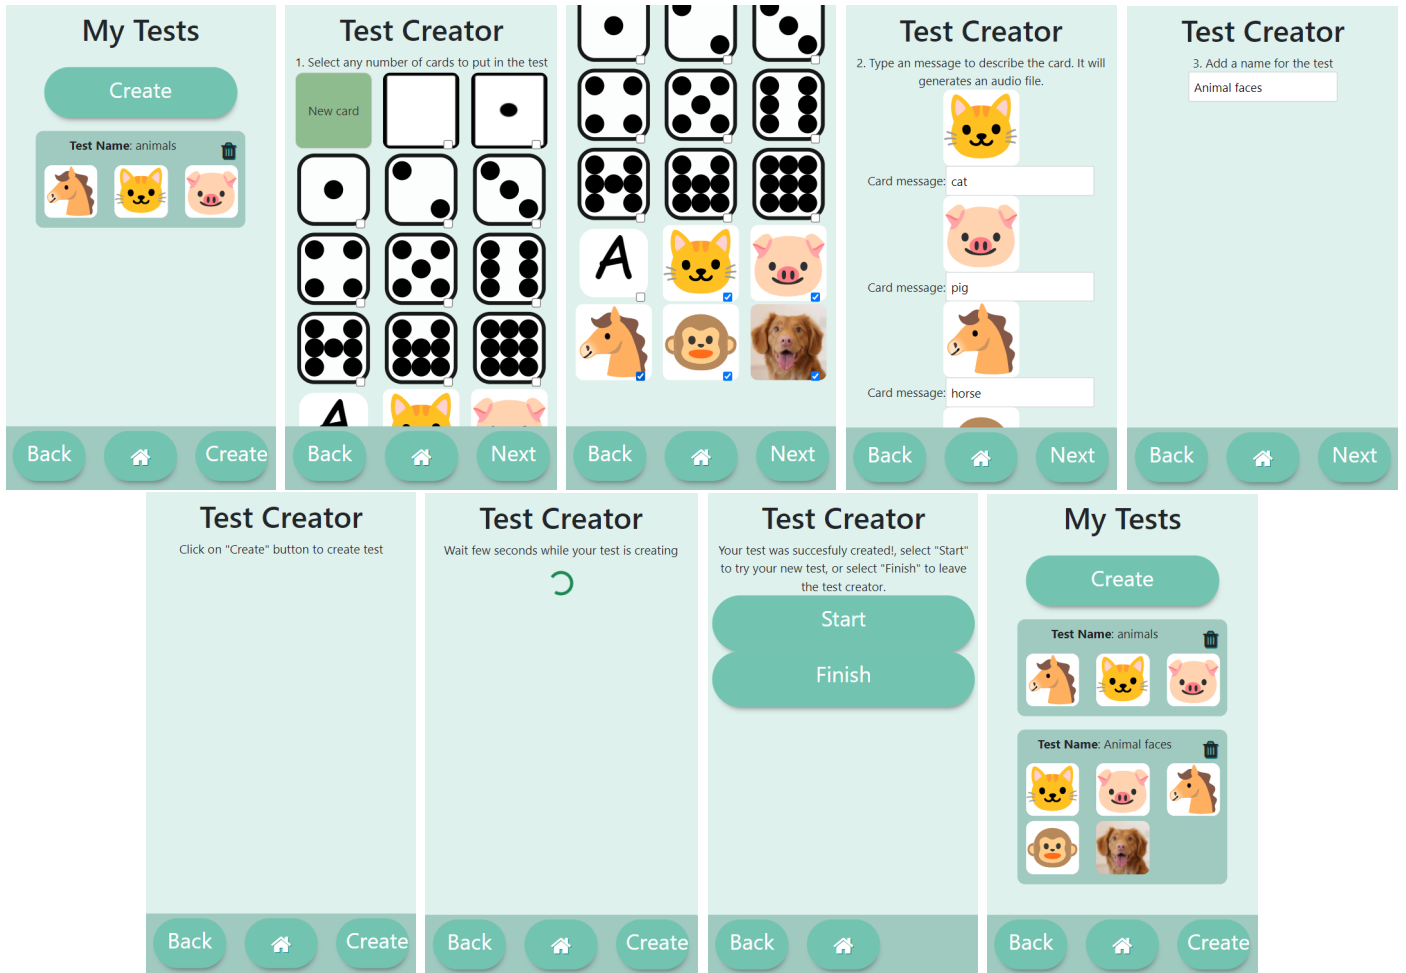 My Tests
Create
Test Name: animals
Back
Create
Test Creator
1. Select any number of cards to put in the test
New card
A
Back
Next
A
Back
Next
Test Creator
2. Type an message to describe the card. It will
generates an audio file.
Card message: cat
Card message: pig
Card message: horse
Back
Next
Test Creator
3. Add a name for the test
Animal faces
Back
Next
Test Creator
Click on "Create" button to create test
Back
Create
Test Creator
Wait few seconds while your test is creating
Back
Create
Test Creator
Your test was succesfuly created!, select "Start"
to try your new test, or select "Finish" to leave
the test creator.
Start
Finish
Back
My Tests
Create
Test Name: animals
Test Name: Animal faces
Back
Create